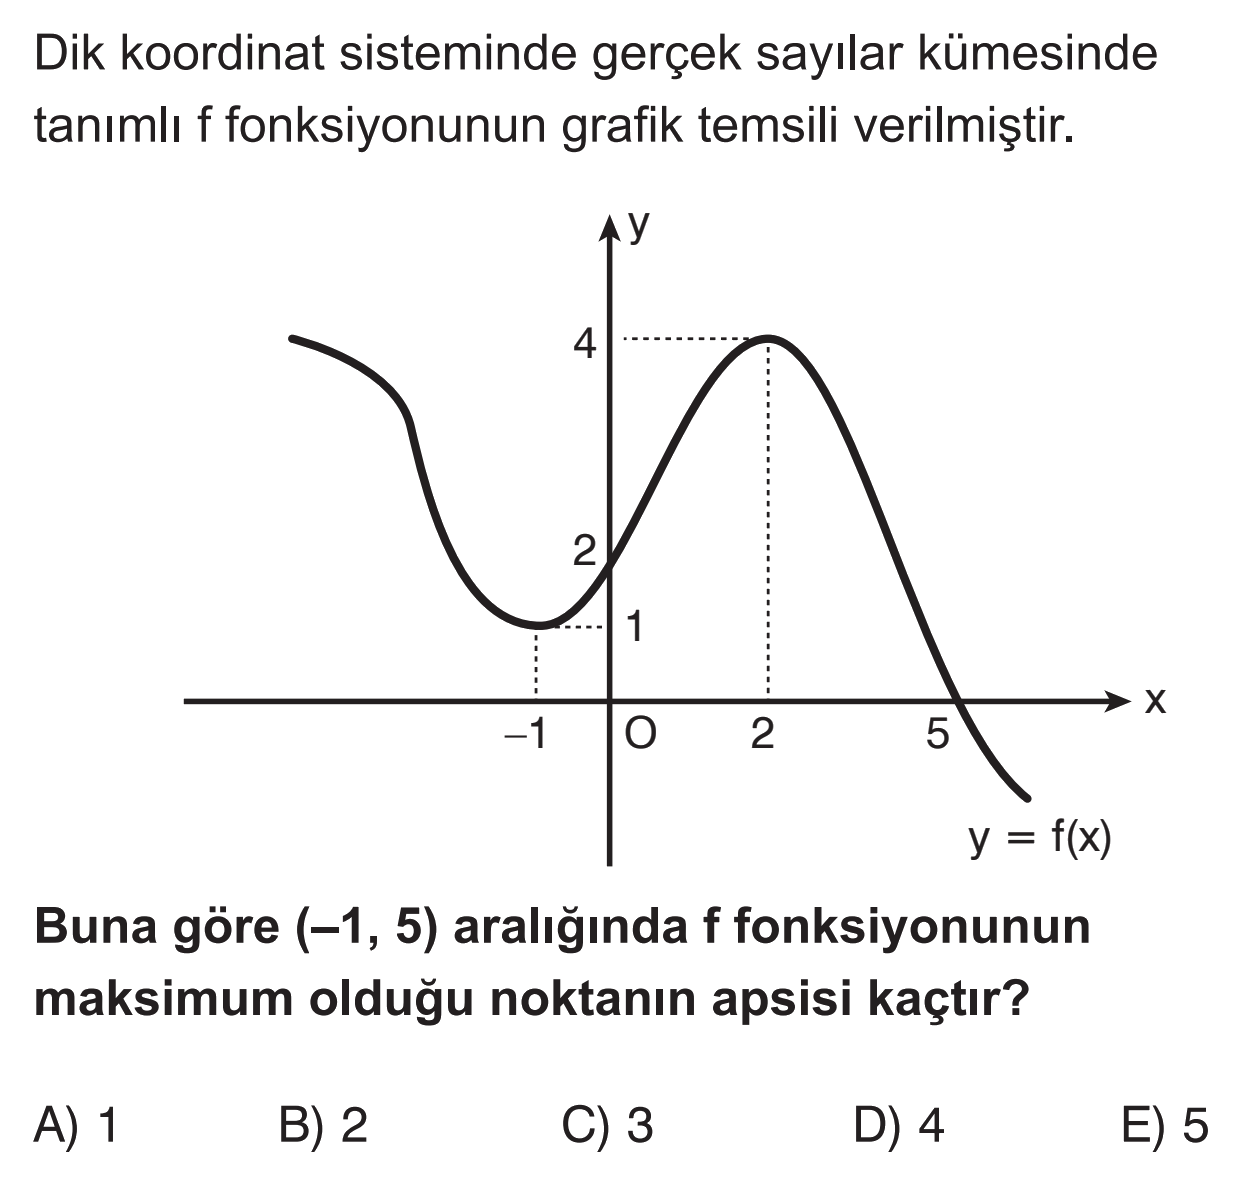 Dik koordinat sisteminde gerçek sayılar kümesinde
tanımlı f fonksiyonunun grafik temsili verilmiştir.
y
4
2
1
x
–1
O
2
5
y = f(x)
Buna göre (–1, 5) aralığında f fonksiyonunun
maksimum olduğu noktanın apsisi kaçtır?
A) 1 B) 2 C) 3 D) 4 E) 5